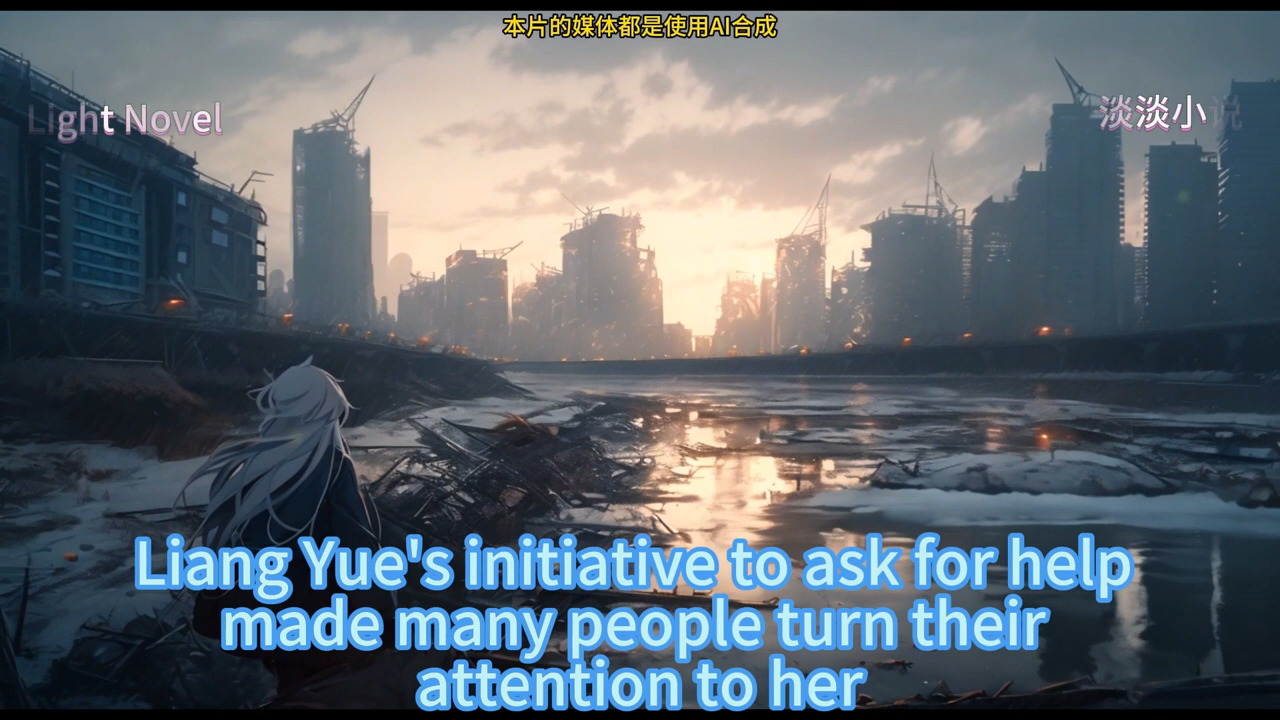 本片的媒体都是使用AI合成
Light Novel
淡淡小说
Liang Yue's initiative to ask for help
made many people turn their
attention to her